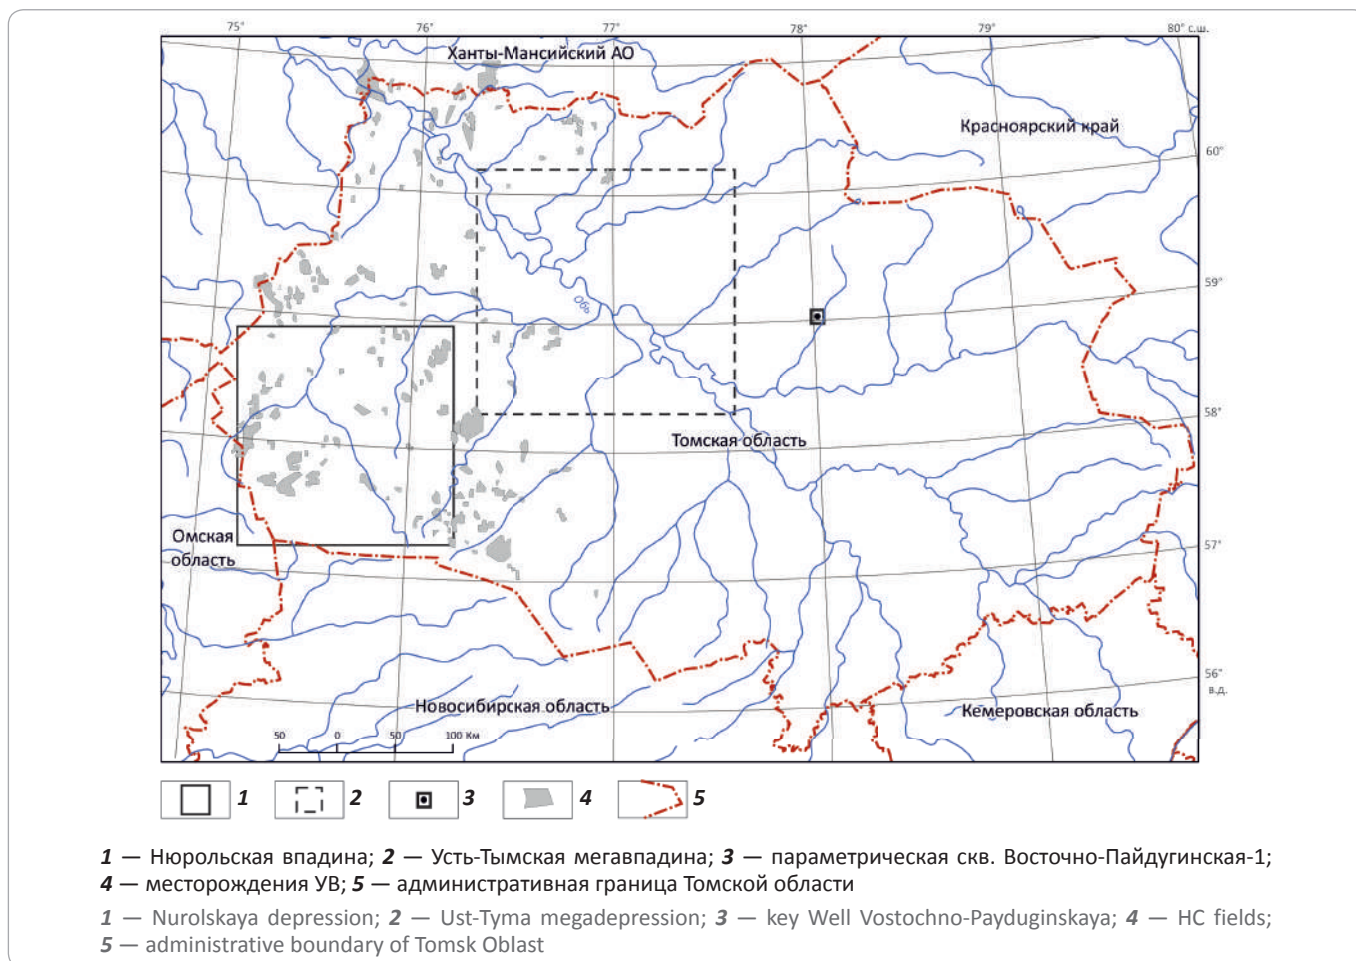 75° 76° 77° 78° 79° 80° с.ш.
Ханты-Мансийский АО
Красноярский край
60°
59°
Обь
58°
Томская область
Омская
область
57°
56°
в.д.
Новосибирская область
Кемеровская область
50 0 50 100 Км
1 2 3 4 5
1 — Нюрольская впадина; 2 — Усть-Тымская мегавпадина; 3 — параметрическая скв. Восточно-Пайдугинская-1;
4 — месторождения УВ; 5 — административная граница Томской области
1 — Nurolskaya depression; 2 — Ust-Tyma megadepression; 3 — key Well Vostochno-Payduginskaya; 4 — HC fields;
5 — administrative boundary of Tomsk Oblast